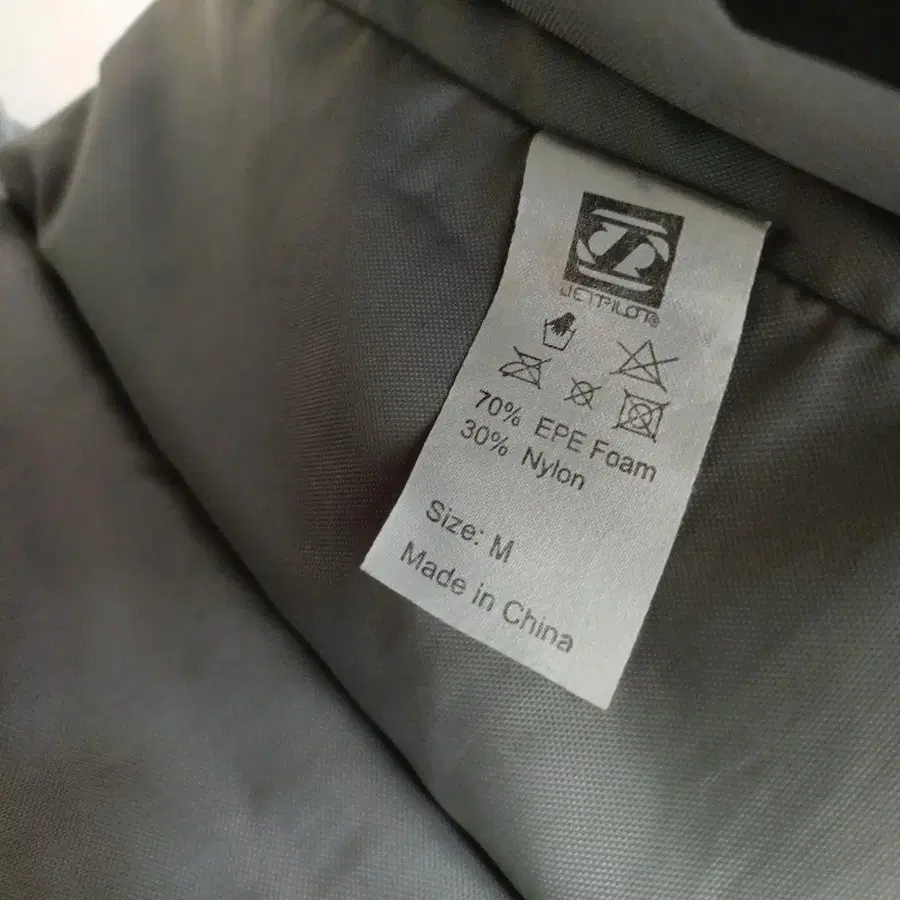 JETPILOT®
70% EPE Foam
30% Nylon
Size: M
Made in China